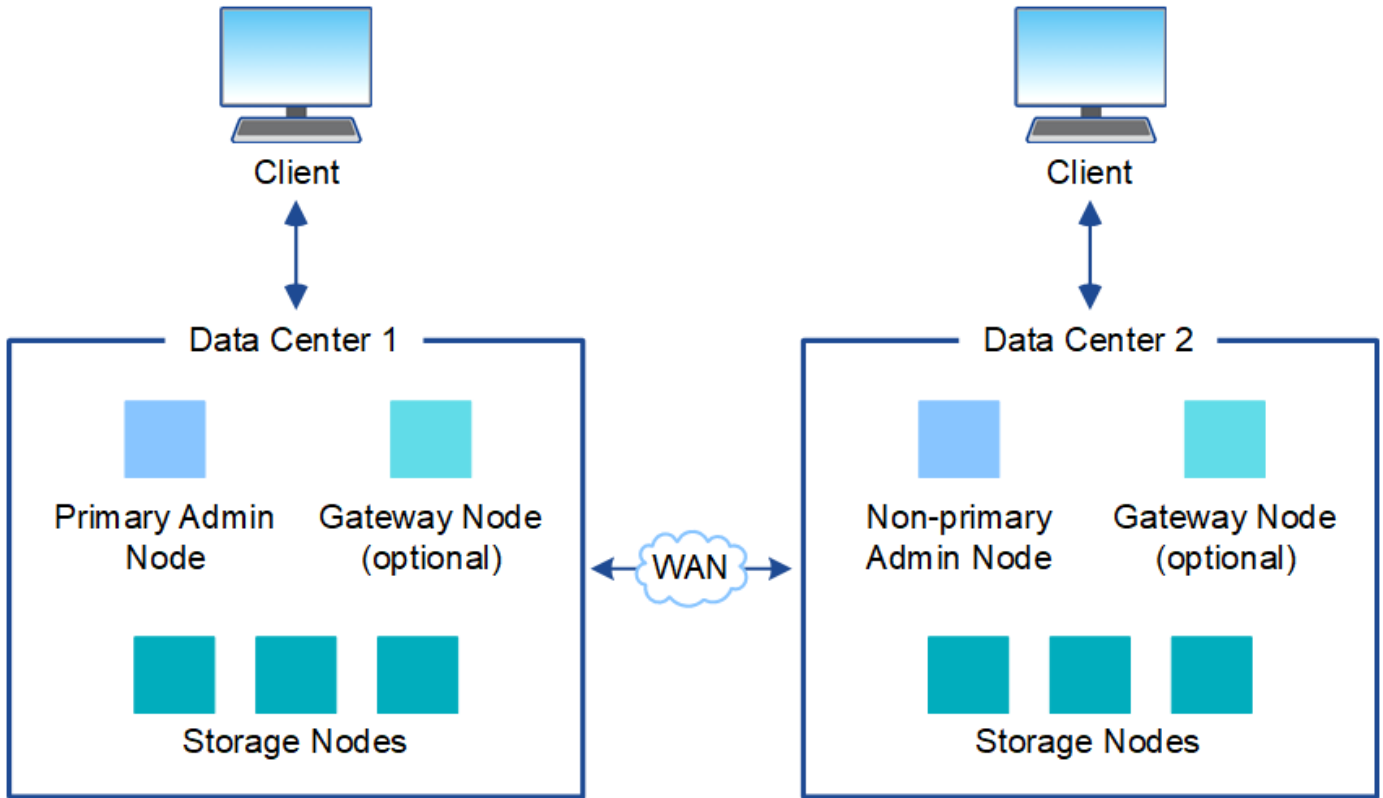 Client
Client
Data Center 1
Data Center 2
Primary Admin
Node
Gateway Node
(optional)
Non-primary
Admin Node
Gateway Node
(optional)
WAN
Storage Nodes
Storage Nodes